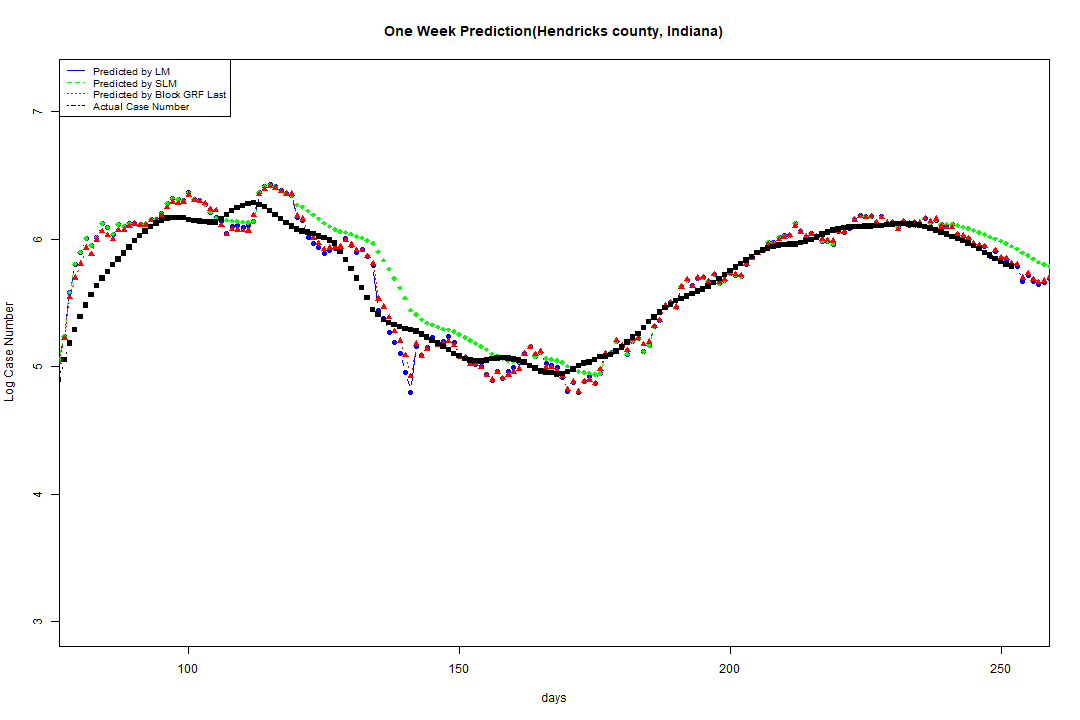 One Week Prediction(Hendricks county, Indiana)
Predicted by LM
Predicted by SLM
Predicted by Block GRF Last
Actual Case Number
7
6
5
4
3
Log Case Number
100 150 200 250
days